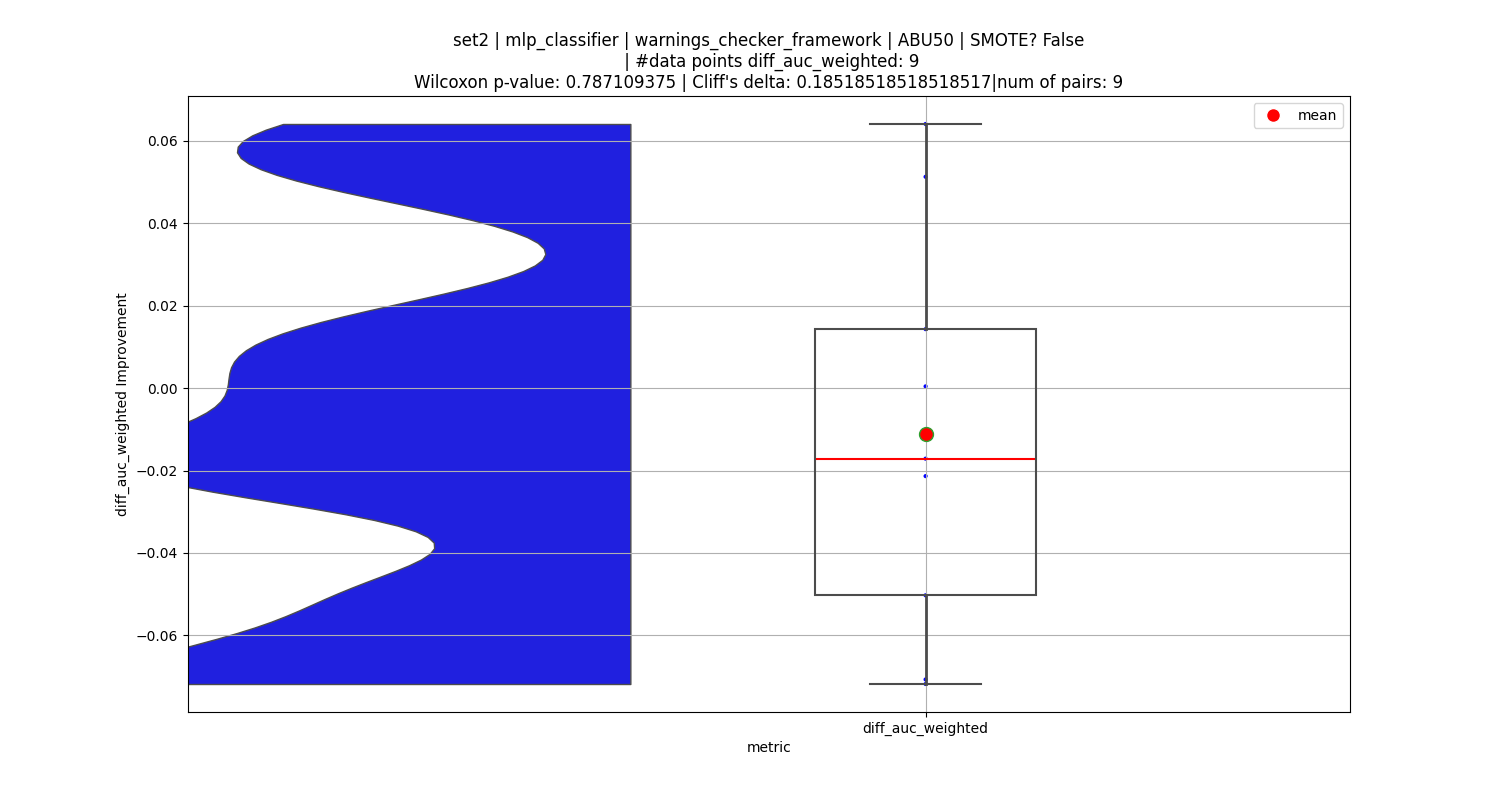 set2 | mlp_classifier | warnings_checker_framework | ABU50 | SMOTE? False
| #data points diff_auc_weighted: 9
Wilcoxon p-value: 0.787109375 | Cliff's delta: 0.18518518518518517|num of pairs: 9
mean
0.06
0.04
0.02
0.00
−0.02
−0.04
−0.06
diff_auc_weighted Improvement
diff_auc_weighted
metric